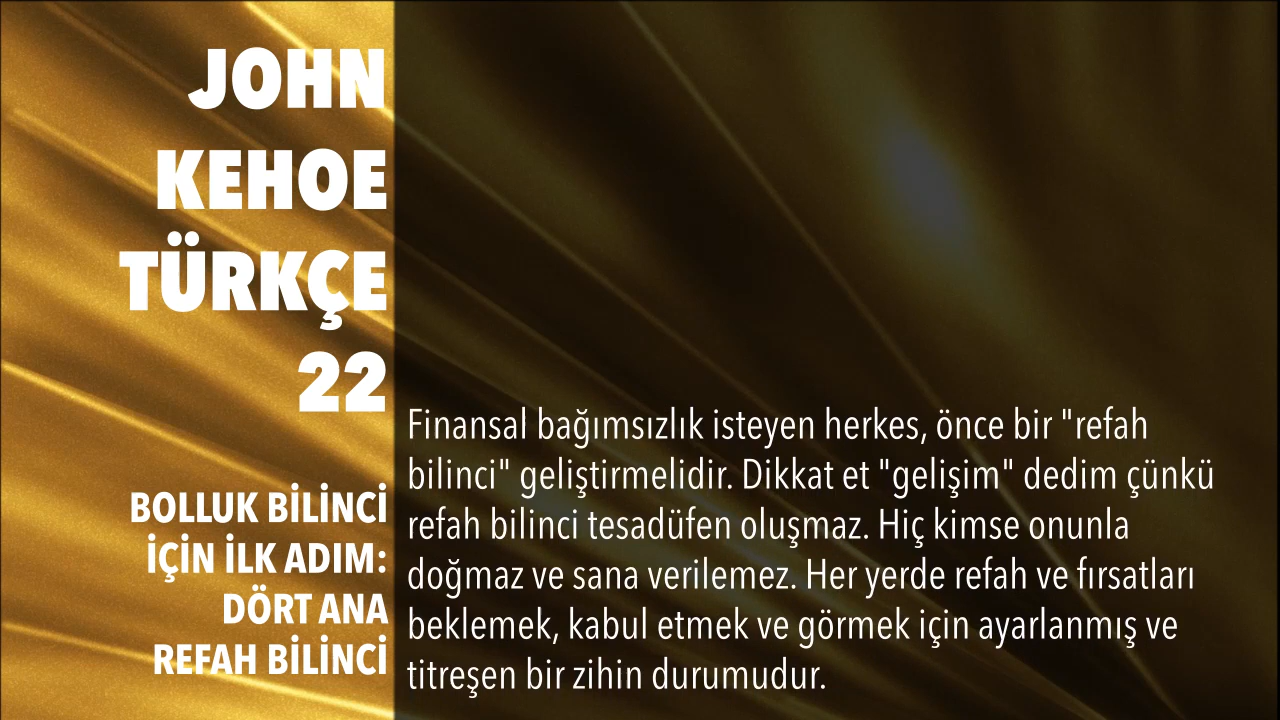 JOHN
KEHOE
TÜRKÇE
22
BOLLUK BİLİNCİ
İÇİN İLK ADIM:
DÖRT ANA
REFAH BİLİNCİ
Finansal bağımsızlık isteyen herkes, önce bir "refah
bilinci" geliştirmelidir. Dikkat et "gelişim" dedim çünkü
refah bilinci tesadüfen oluşmaz. Hiç kimse onunla
doğmaz ve sana verilemez. Her yerde refah ve fırsatları
beklemek, kabul etmek ve görmek için ayarlanmış ve
titreşen bir zihin durumudur.